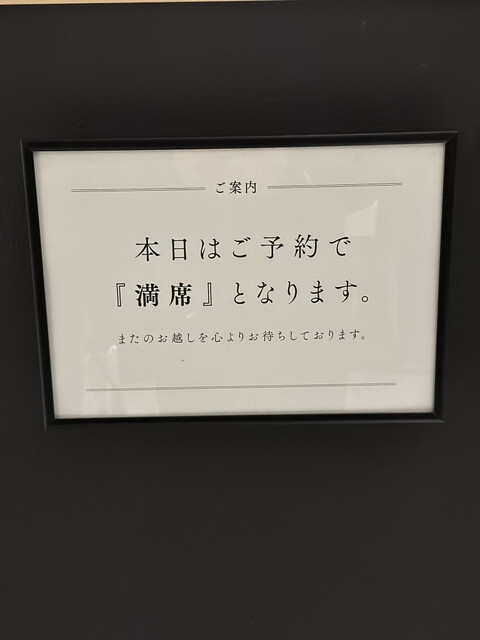 ご案内
本日はご予約で
『満席』となります。
またのお越しを心よりお待ちしております。